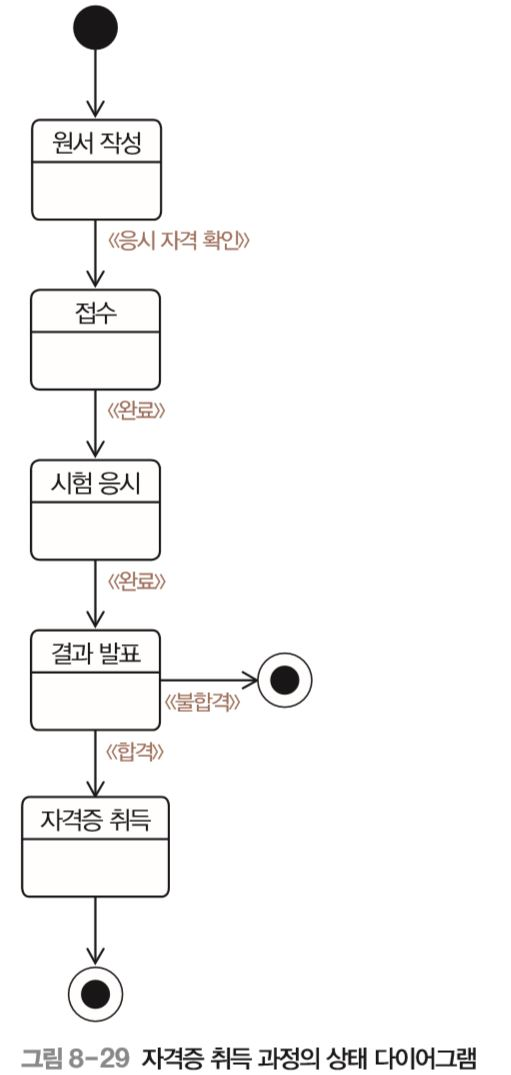 원서 작성
《응시 자격 확인》
접수
《완료》
시험 응시
《완료》
결과 발표
《불합격》
《합격》
자격증 취득
그림 8-29 자격증 취득 과정의 상태 다이어그램